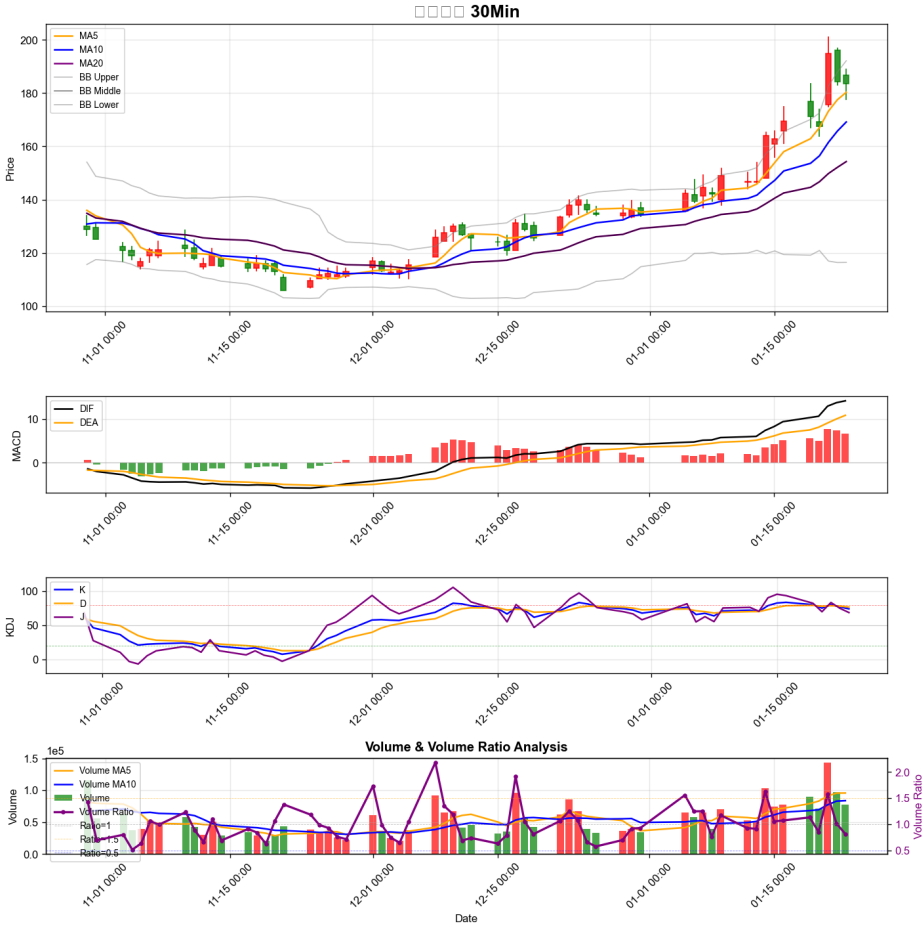 30Min
MA5
MA10
MA20
BB Upper
BB Middle
BB Lower
Price
200
180
160
140
120
100
11-01 00:00
11-15 00:00
12-01 00:00
12-15 00:00
01-01 00:00
01-15 00:00
DIF
DEA
MACD
10
0
11-01 00:00
11-15 00:00
12-01 00:00
12-15 00:00
01-01 00:00
01-15 00:00
K
D
J
KDJ
100
50
0
11-01 00:00
11-15 00:00
12-01 00:00
12-15 00:00
01-01 00:00
01-15 00:00
Volume & Volume Ratio Analysis
1e5
Volume MA5
Volume MA10
Volume
Volume Ratio
Ratio=1
Ratio=1.5
Ratio=0.5
Volume
1.5
1.0
0.5
0.0
2.0
1.5
1.0
0.5
Volume Ratio
11-01 00:00
11-15 00:00
12-01 00:00
12-15 00:00
01-01 00:00
01-15 00:00
Date